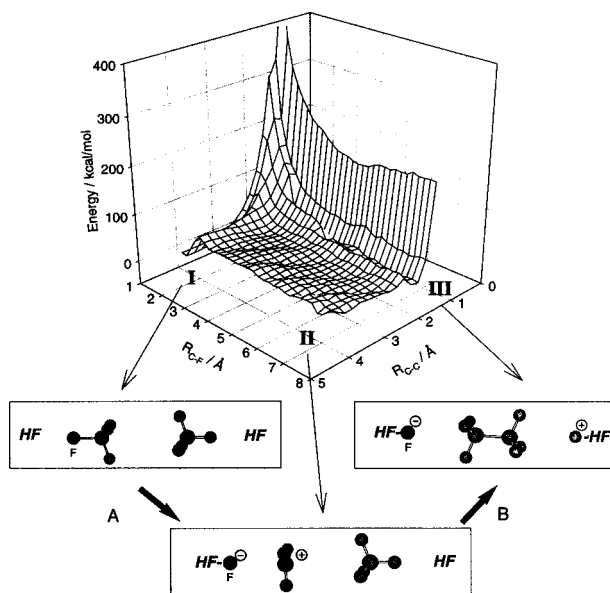 400
300
200
100
0
Energy / kcal/mol
1
2
3
4
5
6
7
8
R_C-F / Å
5
4
3
2
1
0
R_C-C / Å
I
II
III
HF F HF
HF- F ⊖ ⊕ -HF
A
B
HF- F ⊖ ⊕ HF